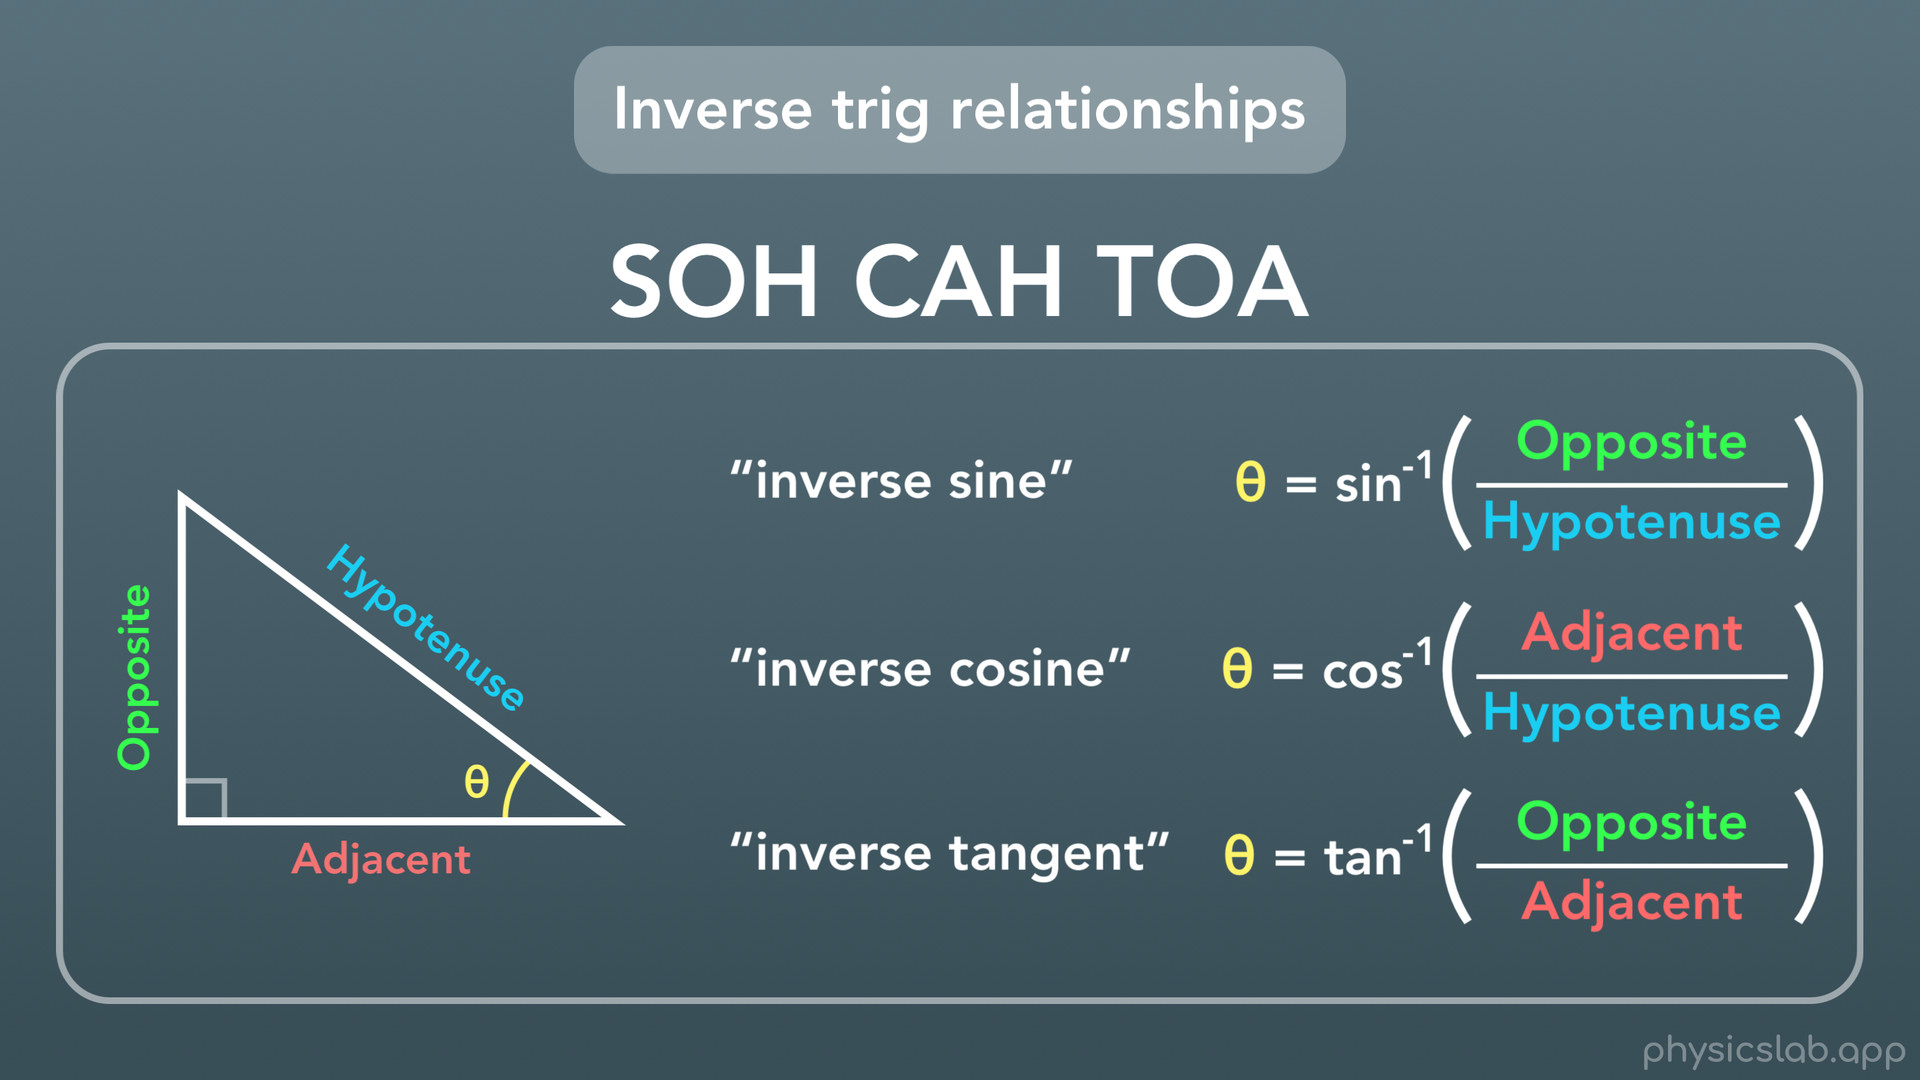 Inverse trig relationships
SOH CAH TOA
Opposite
Hypotenuse
θ
Adjacent
“inverse sine” θ = sin⁻¹(Opposite/Hypotenuse)
“inverse cosine” θ = cos⁻¹(Adjacent/Hypotenuse)
“inverse tangent” θ = tan⁻¹(Opposite/Adjacent)
physicslab.app